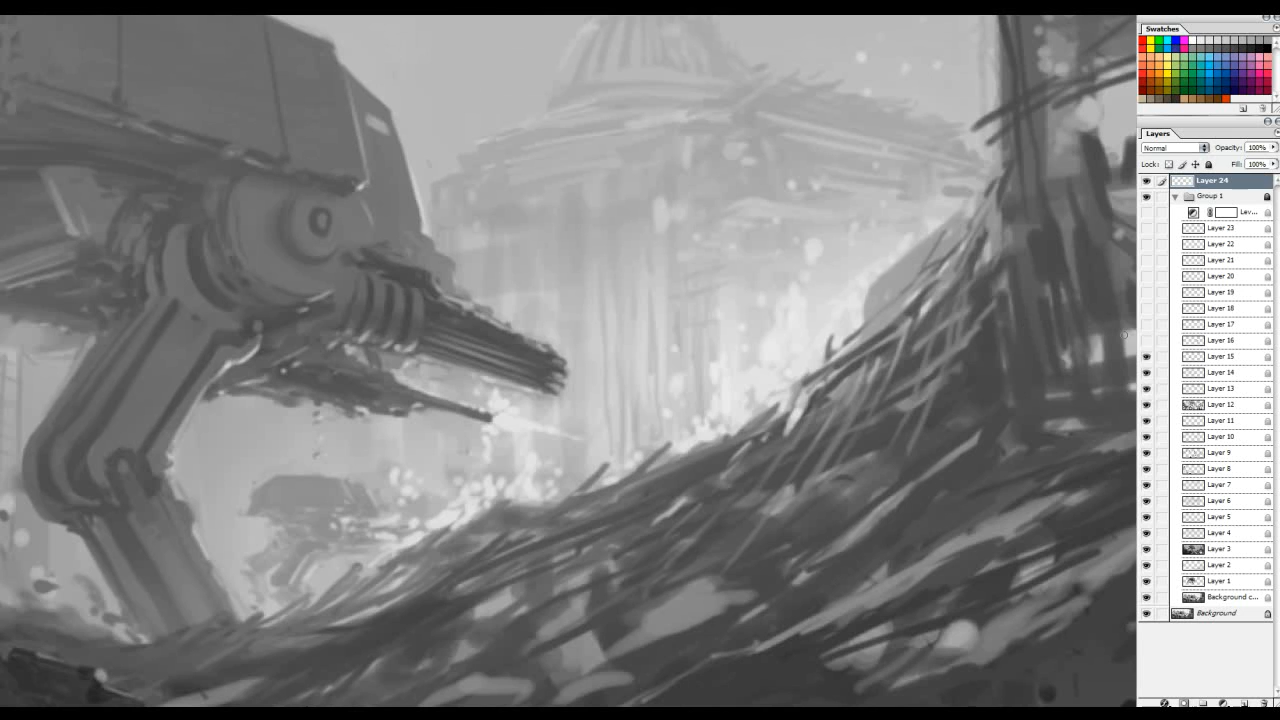 Swatches
Layers
Normal Opacity: 100%
Lock: Fill: 100%
Layer 24
Group 1
Lev...
Layer 23
Layer 22
Layer 21
Layer 20
Layer 19
Layer 18
Layer 17
Layer 16
Layer 15
Layer 14
Layer 13
Layer 12
Layer 11
Layer 10
Layer 9
Layer 8
Layer 7
Layer 6
Layer 5
Layer 4
Layer 3
Layer 2
Layer 1
Background c...
Background